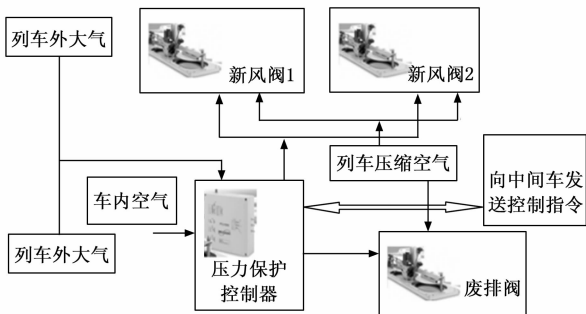 列车外大气
新风阀1
新风阀2
列车压缩空气
向中间车发
送控制指令
车内空气
列车外大气
压力保护
控制器
废排阀